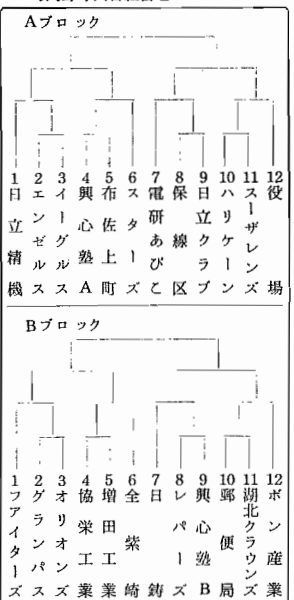 Aブロック
1 日立精機
2 エンゼルス
3 イーグルス
4 興心塾A
5 布佐上町
6 スターズ
7 電研あびこ
8 保線区
9 日立クラブ
10 ハリケーン
11 スーザレンズ
12 役場
Bブロック
1 ファイターズ
2 グランパス
3 オリオンズ
4 協栄工業
5 増田工業
6 全紫崎
7 日鋳
8 レパーズ
9 興心塾B
10 郵便局
11 湖北クラウンズ
12 ボン産業